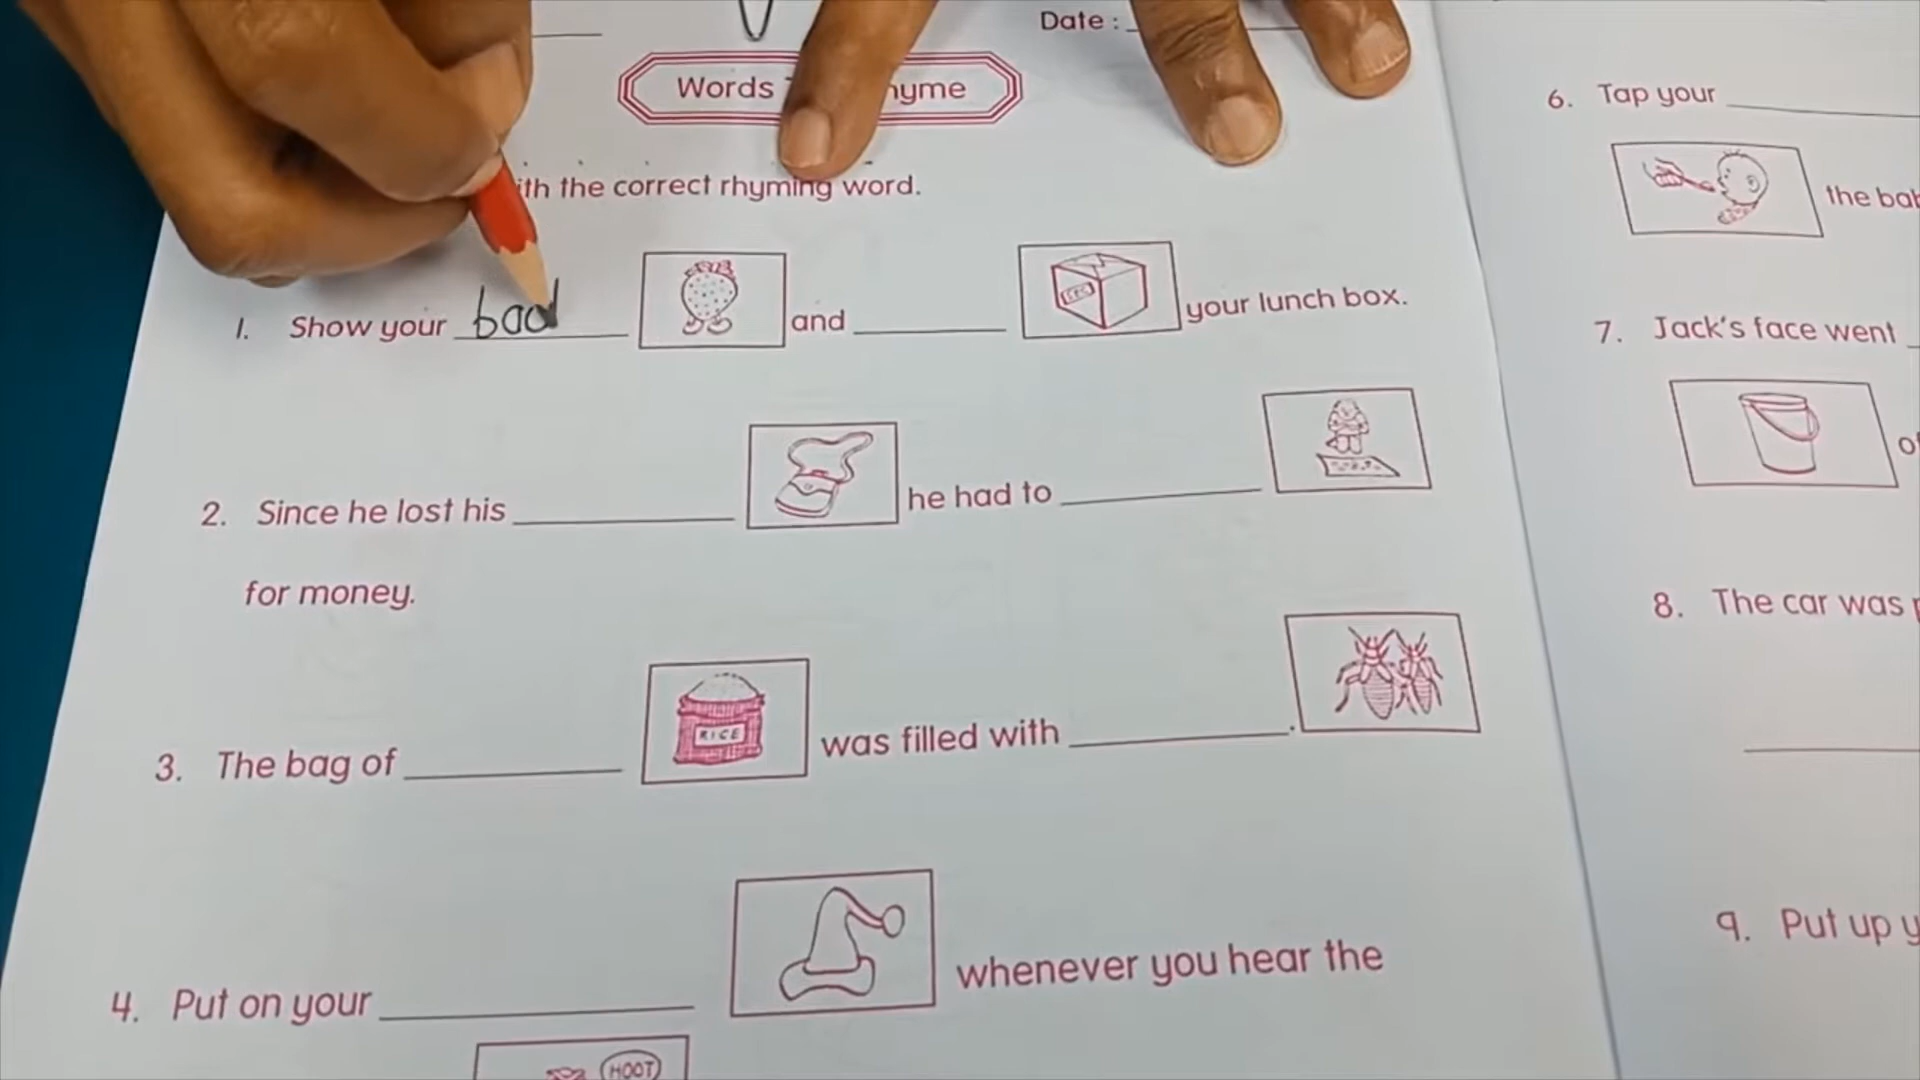 Date :
Words hyme
ith the correct rhyming word.
1. Show your bad and your lunch box.
2. Since he lost his he had to
for money.
3. The bag of RICE was filled with .
4. Put on your whenever you hear the
HOOT
6. Tap your
the bab
7. Jack's face went
of
8. The car was p
9. Put up y